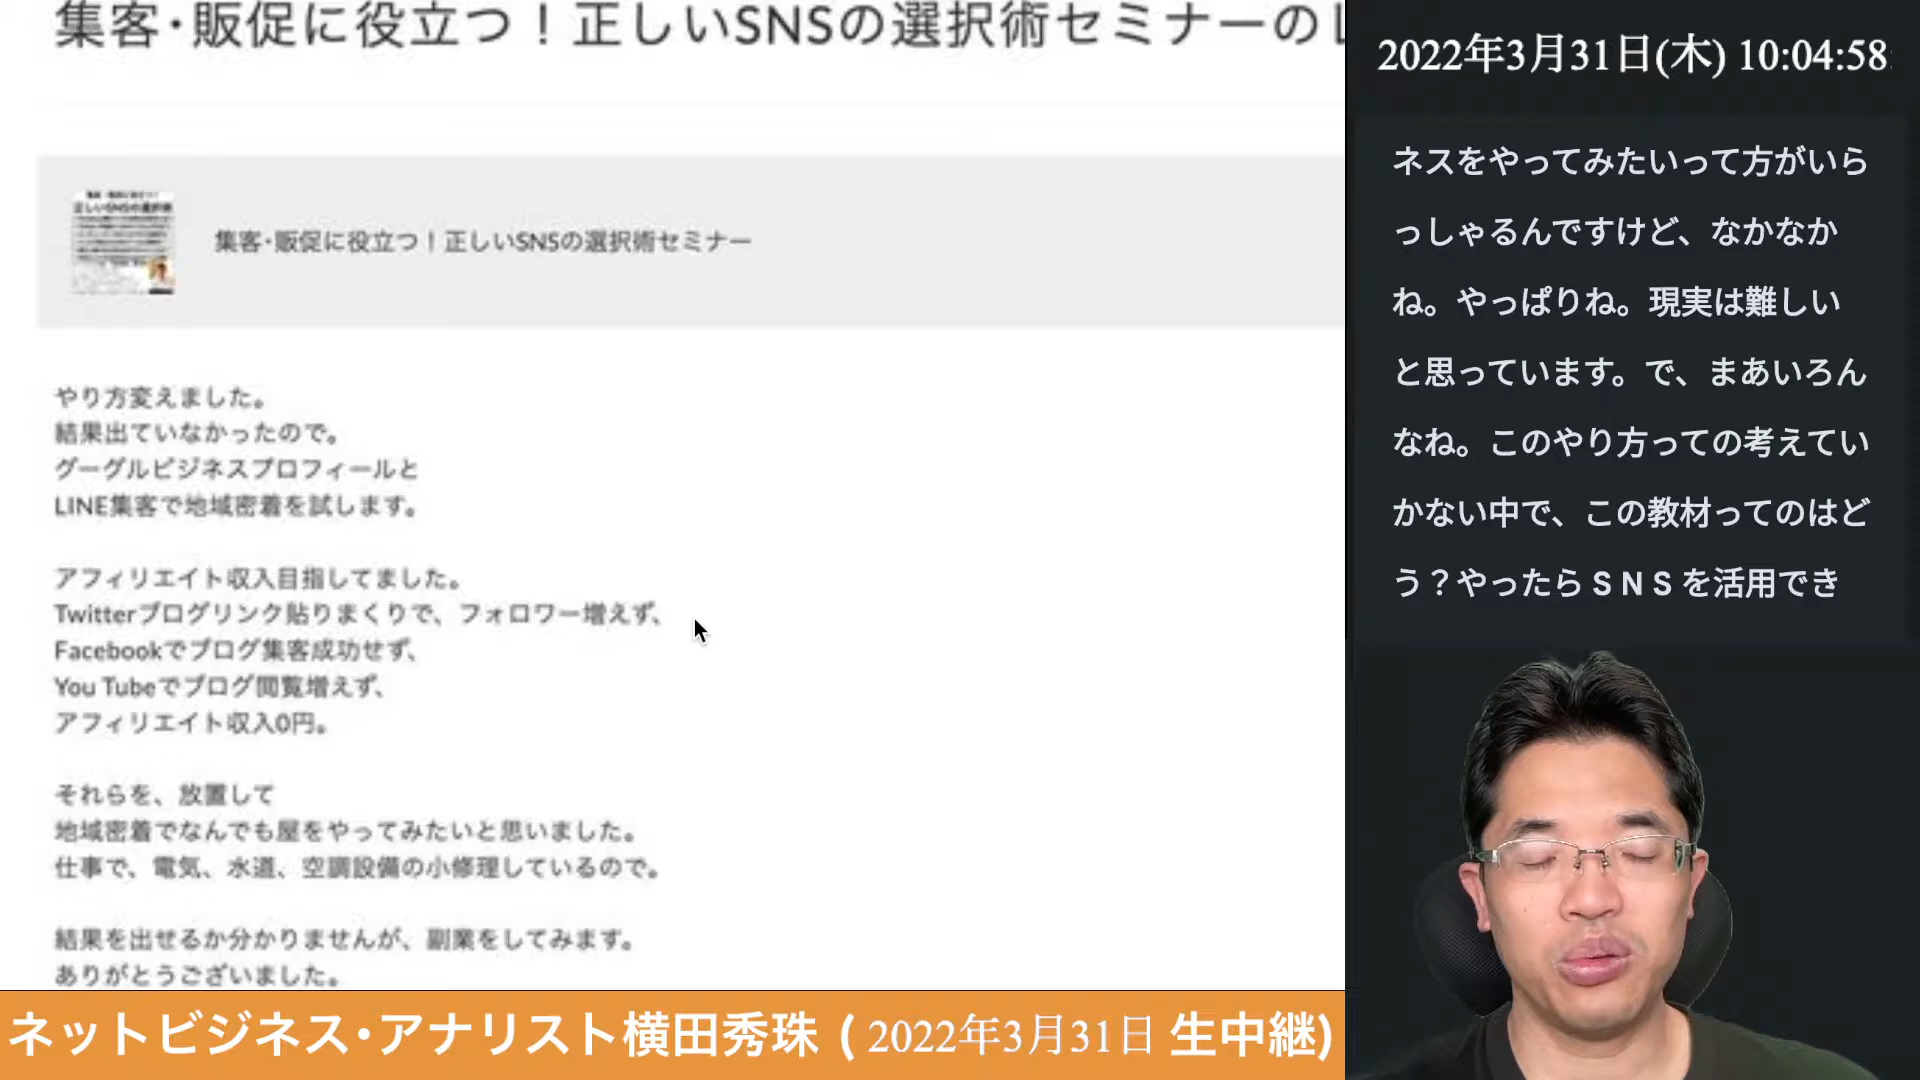 集客･販促に役立つ！正しいSNSの選択術セミナーのレ
集客･販促に役立つ！正しいSNSの選択術セミナー
やり方変えました。
結果出ていなかったので。
グーグルビジネスプロフィールと
LINE集客で地域密着を試します。
アフィリエイト収入目指してました。
Twitterブログリンク貼りまくりで、フォロワー増えず、
Facebookでブログ集客成功せず、
You Tubeでブログ閲覧増えず、
アフィリエイト収入0円。
それらを、放置して
地域密着でなんでも屋をやってみたいと思いました。
仕事で、電気、水道、空調設備の小修理しているので。
結果を出せるか分かりませんが、副業をしてみます。
ありがとうございました。
ネットビジネス･アナリスト横田秀珠 ( 2022年3月31日 生中継)
2022年3月31日(木) 10:04:58
ネスをやってみたいって方がいら
っしゃるんですけど、なかなか
ね。やっぱりね。現実は難しい
と思っています。で、まあいろん
なね。このやり方っての考えてい
かない中で、この教材ってのはど
う？やったらＳＮＳを活用でき